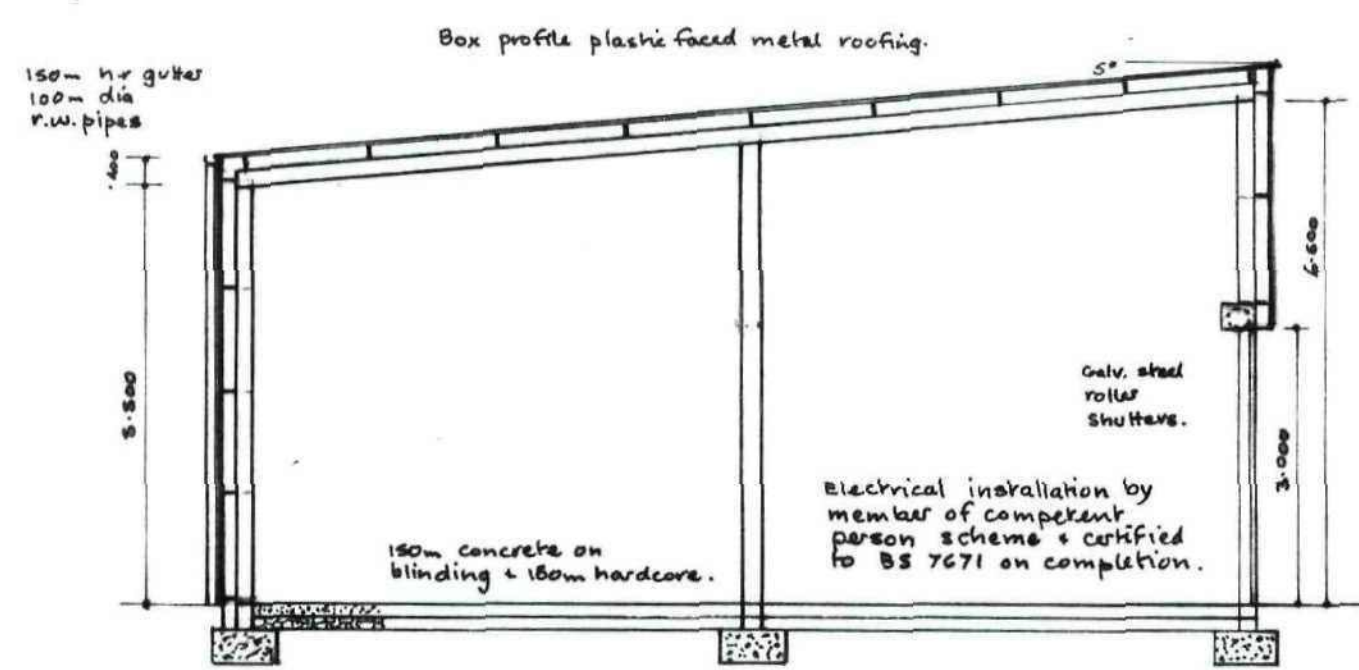 Box profile plastic faced metal roofing.
150m h-r gutter
100m dia
r.w. pipes
5°
.400
5.500
6.600
3.000
Galv. steel
roller
shutters.
Electrical installation by
member of competent
person scheme + certified
to BS 7671 on completion.
150m concrete on
blinding + 150m hardcore.